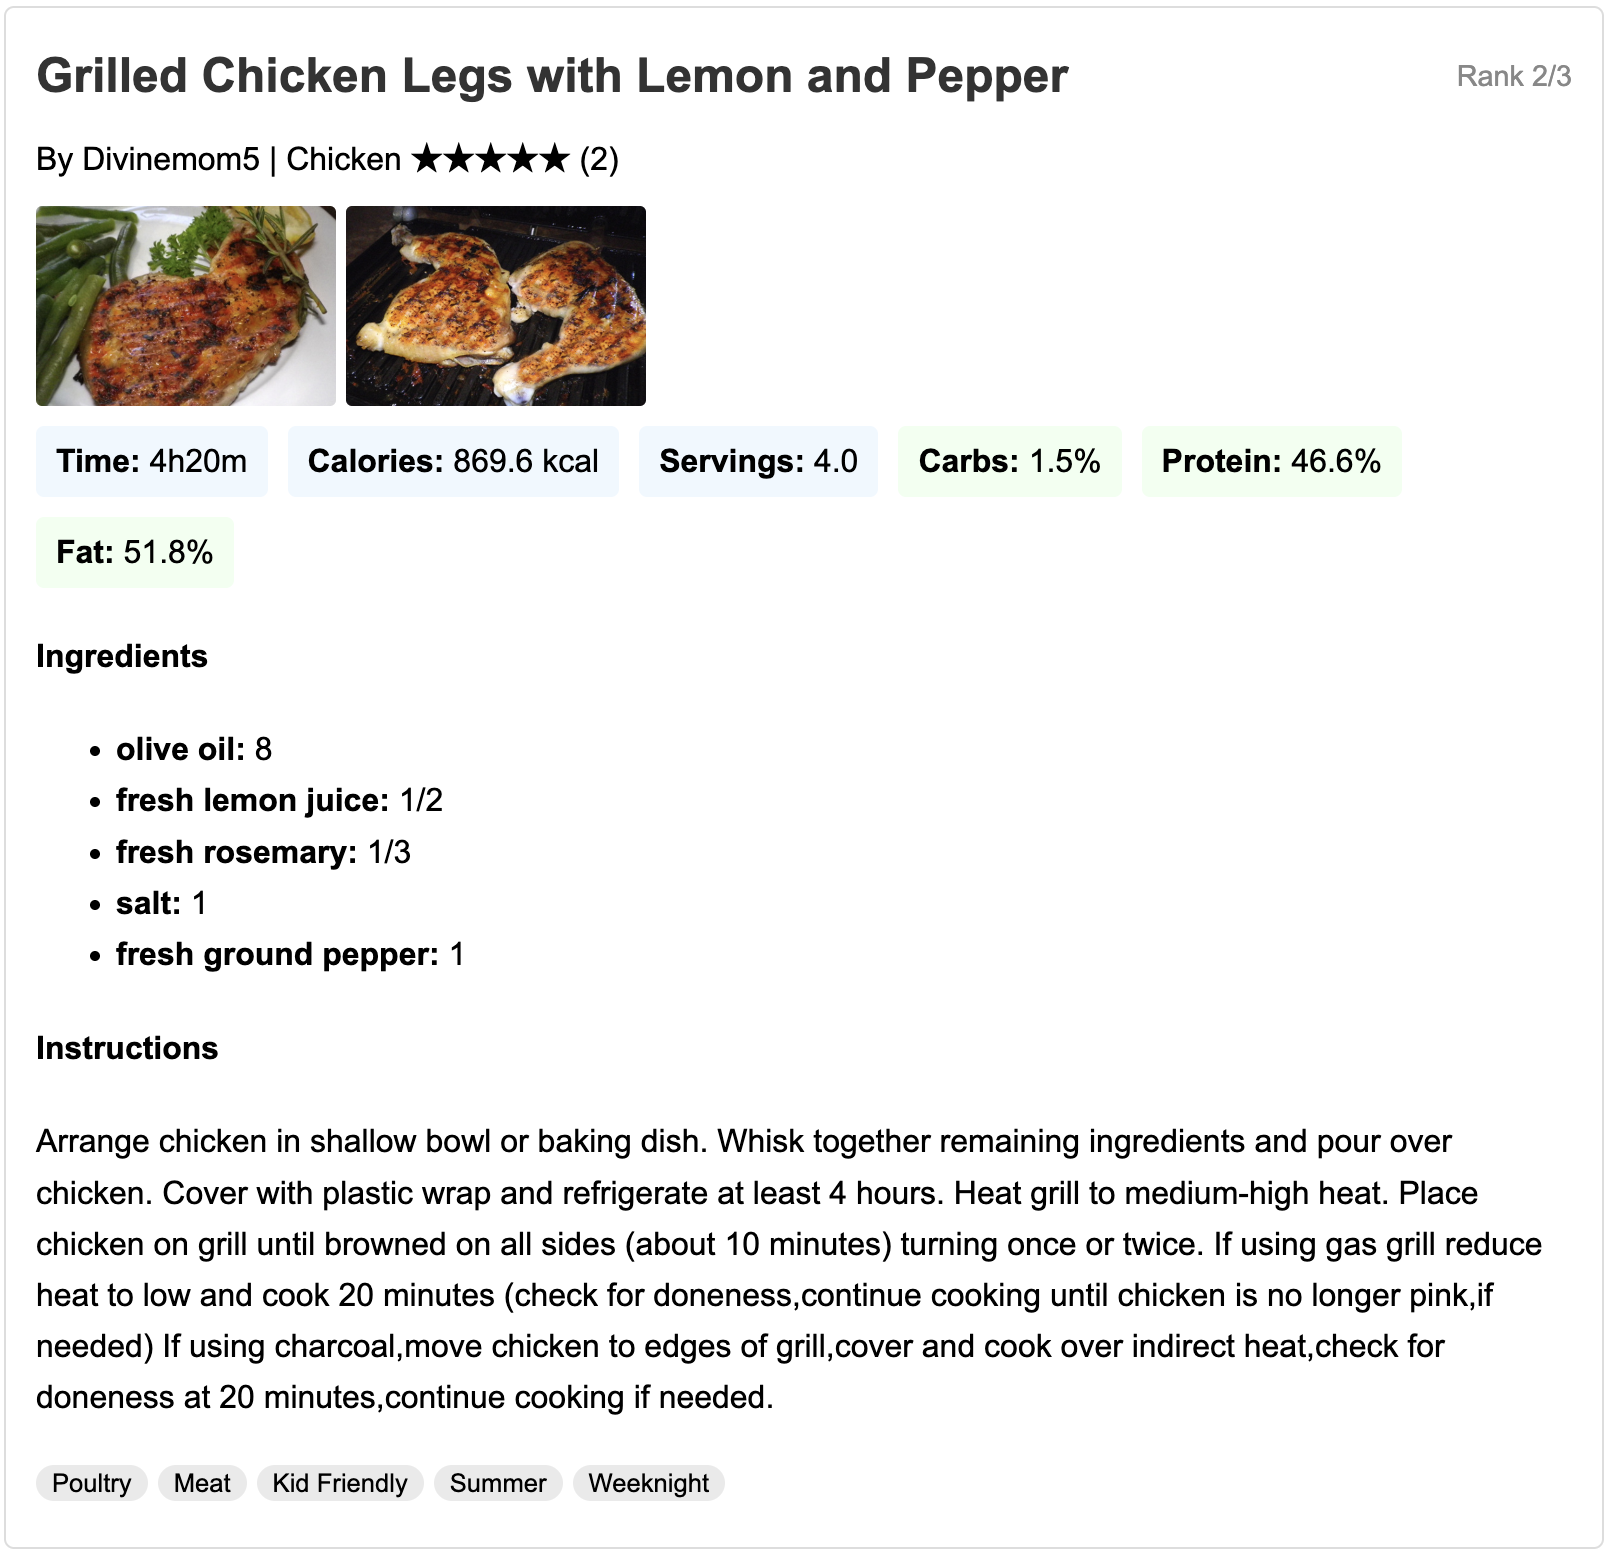 Grilled Chicken Legs with Lemon and Pepper
Rank 2/3
By Divinemom5 | Chicken ★★★★★ (2)
Time: 4h20m
Calories: 869.6 kcal
Servings: 4.0
Carbs: 1.5%
Protein: 46.6%
Fat: 51.8%
Ingredients
• olive oil: 8
• fresh lemon juice: 1/2
• fresh rosemary: 1/3
• salt: 1
• fresh ground pepper: 1
Instructions
Arrange chicken in shallow bowl or baking dish. Whisk together remaining ingredients and pour over
chicken. Cover with plastic wrap and refrigerate at least 4 hours. Heat grill to medium-high heat. Place
chicken on grill until browned on all sides (about 10 minutes) turning once or twice. If using gas grill reduce
heat to low and cook 20 minutes (check for doneness,continue cooking until chicken is no longer pink,if
needed) If using charcoal,move chicken to edges of grill,cover and cook over indirect heat,check for
doneness at 20 minutes,continue cooking if needed.
Poultry
Meat
Kid Friendly
Summer
Weeknight